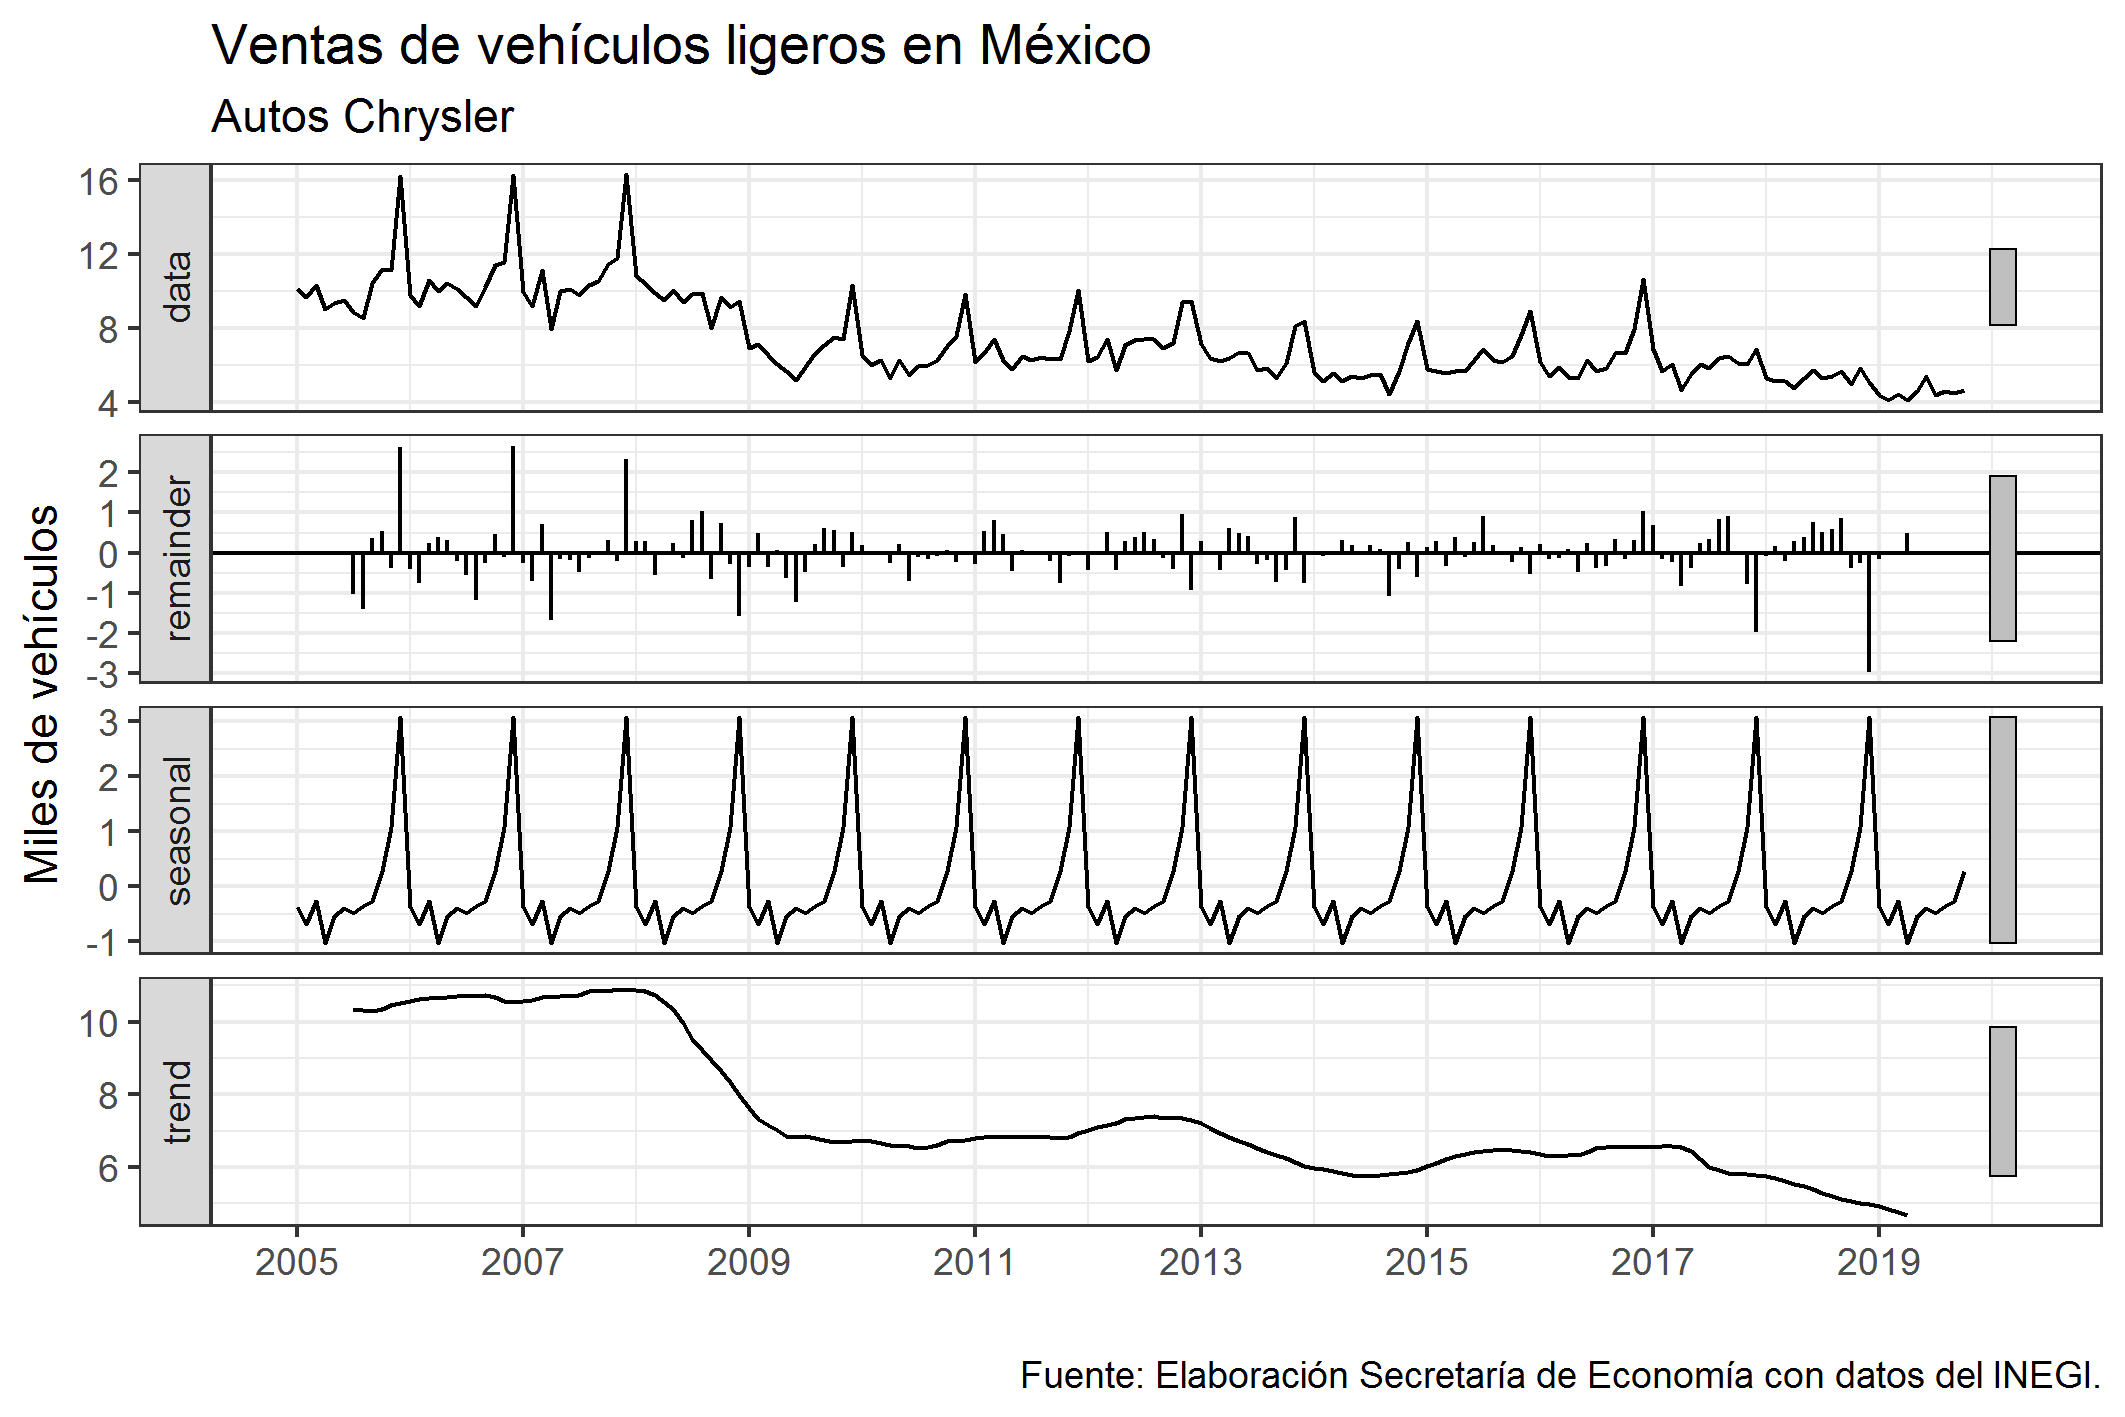 Ventas de vehículos ligeros en México
Autos Chrysler
Miles de vehículos
data
16
12
8
4
remainder
2
1
0
-1
-2
-3
seasonal
3
2
1
0
-1
trend
10
8
6
2005 2007 2009 2011 2013 2015 2017 2019
Fuente: Elaboración Secretaría de Economía con datos del INEGI.